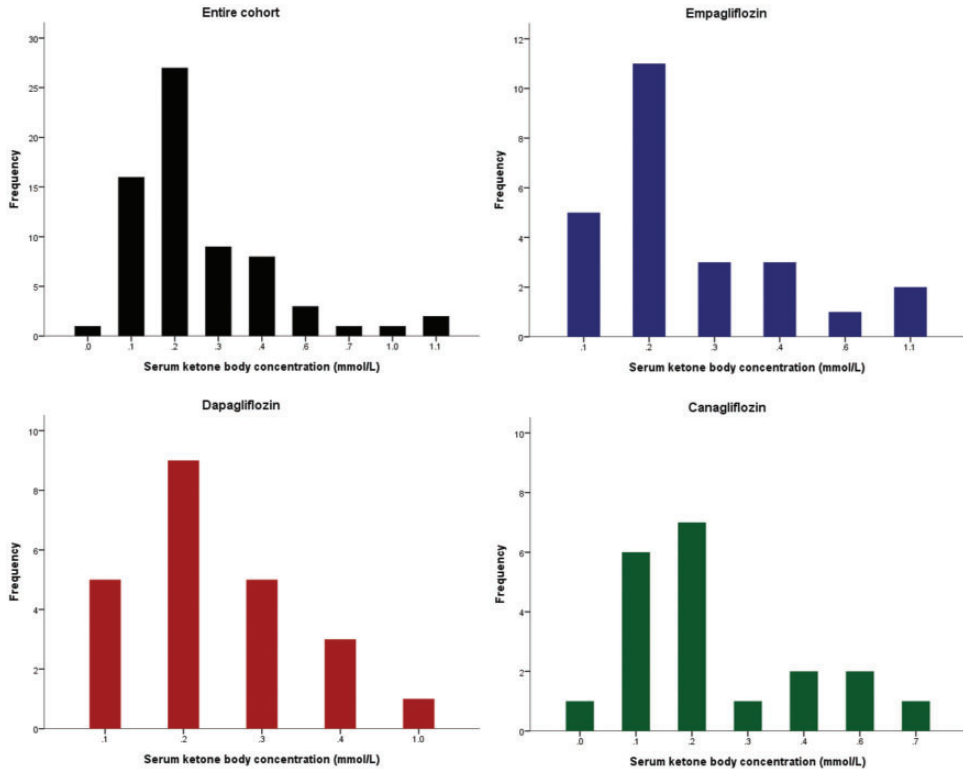 Entire cohort
30
25
20
15
10
5
0
Frequency
.0 .1 .2 .3 .4 .6 .7 1.0 1.1
Serum ketone body concentration (mmol/L)
Empagliflozin
12
10
8
6
4
2
0
Frequency
.1 .2 .3 .4 .6 1.1
Serum ketone body concentration (mmol/L)
Dapagliflozin
10
8
6
4
2
0
Frequency
.1 .2 .3 .4 1.0
Serum ketone body concentration (mmol/L)
Canagliflozin
10
8
6
4
2
0
Frequency
.0 .1 .2 .3 .4 .6 .7
Serum ketone body concentration (mmol/L)